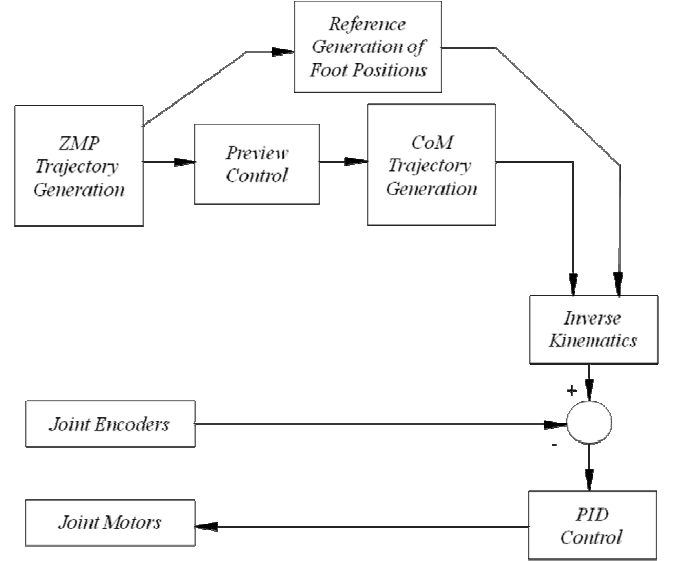 Reference
Generation of
Foot Positions
ZMP
Trajectory
Generation
Preview
Control
CoM
Trajectory
Generation
Inverse
Kinematics
+
Joint Encoders
-
Joint Motors
PID
Control